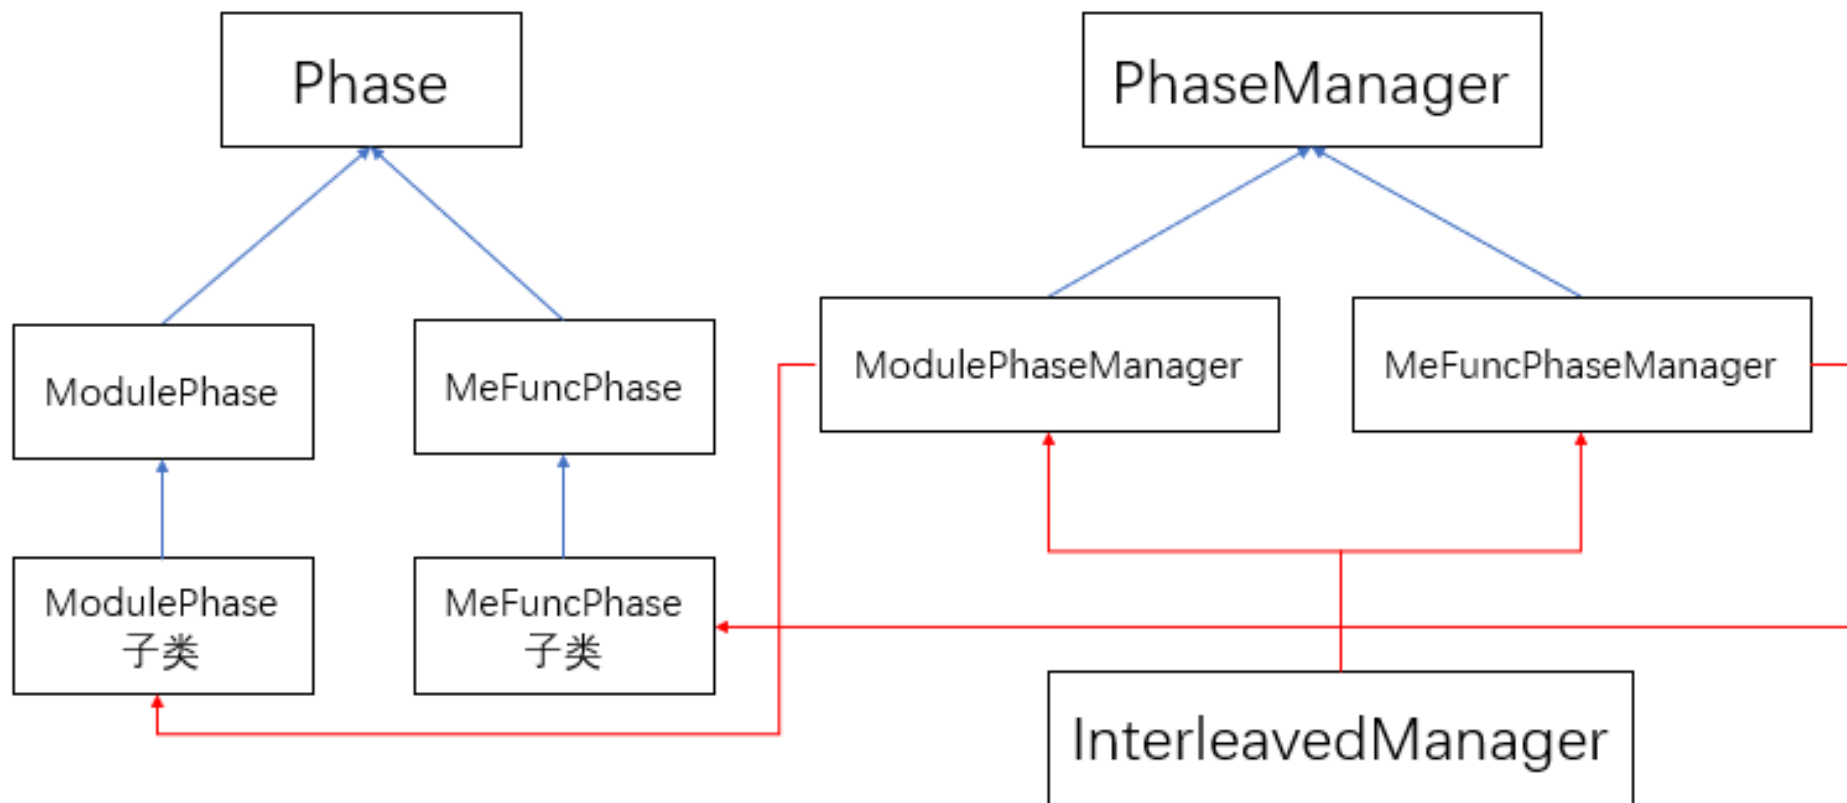 Phase
PhaseManager
ModulePhase
MeFuncPhase
ModulePhaseManager
MeFuncPhaseManager
ModulePhase
子类
MeFuncPhase
子类
InterleavedManager